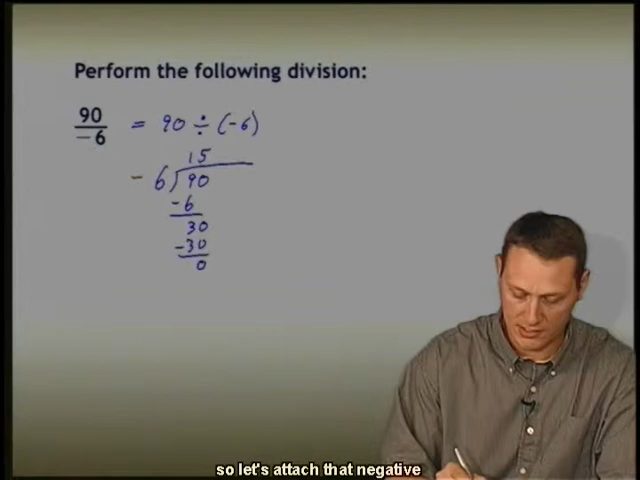 Perform the following division:
90
−6
= 90 ÷ (-6)
15
- 6)90
-6
30
-30
0
so let's attach that negative